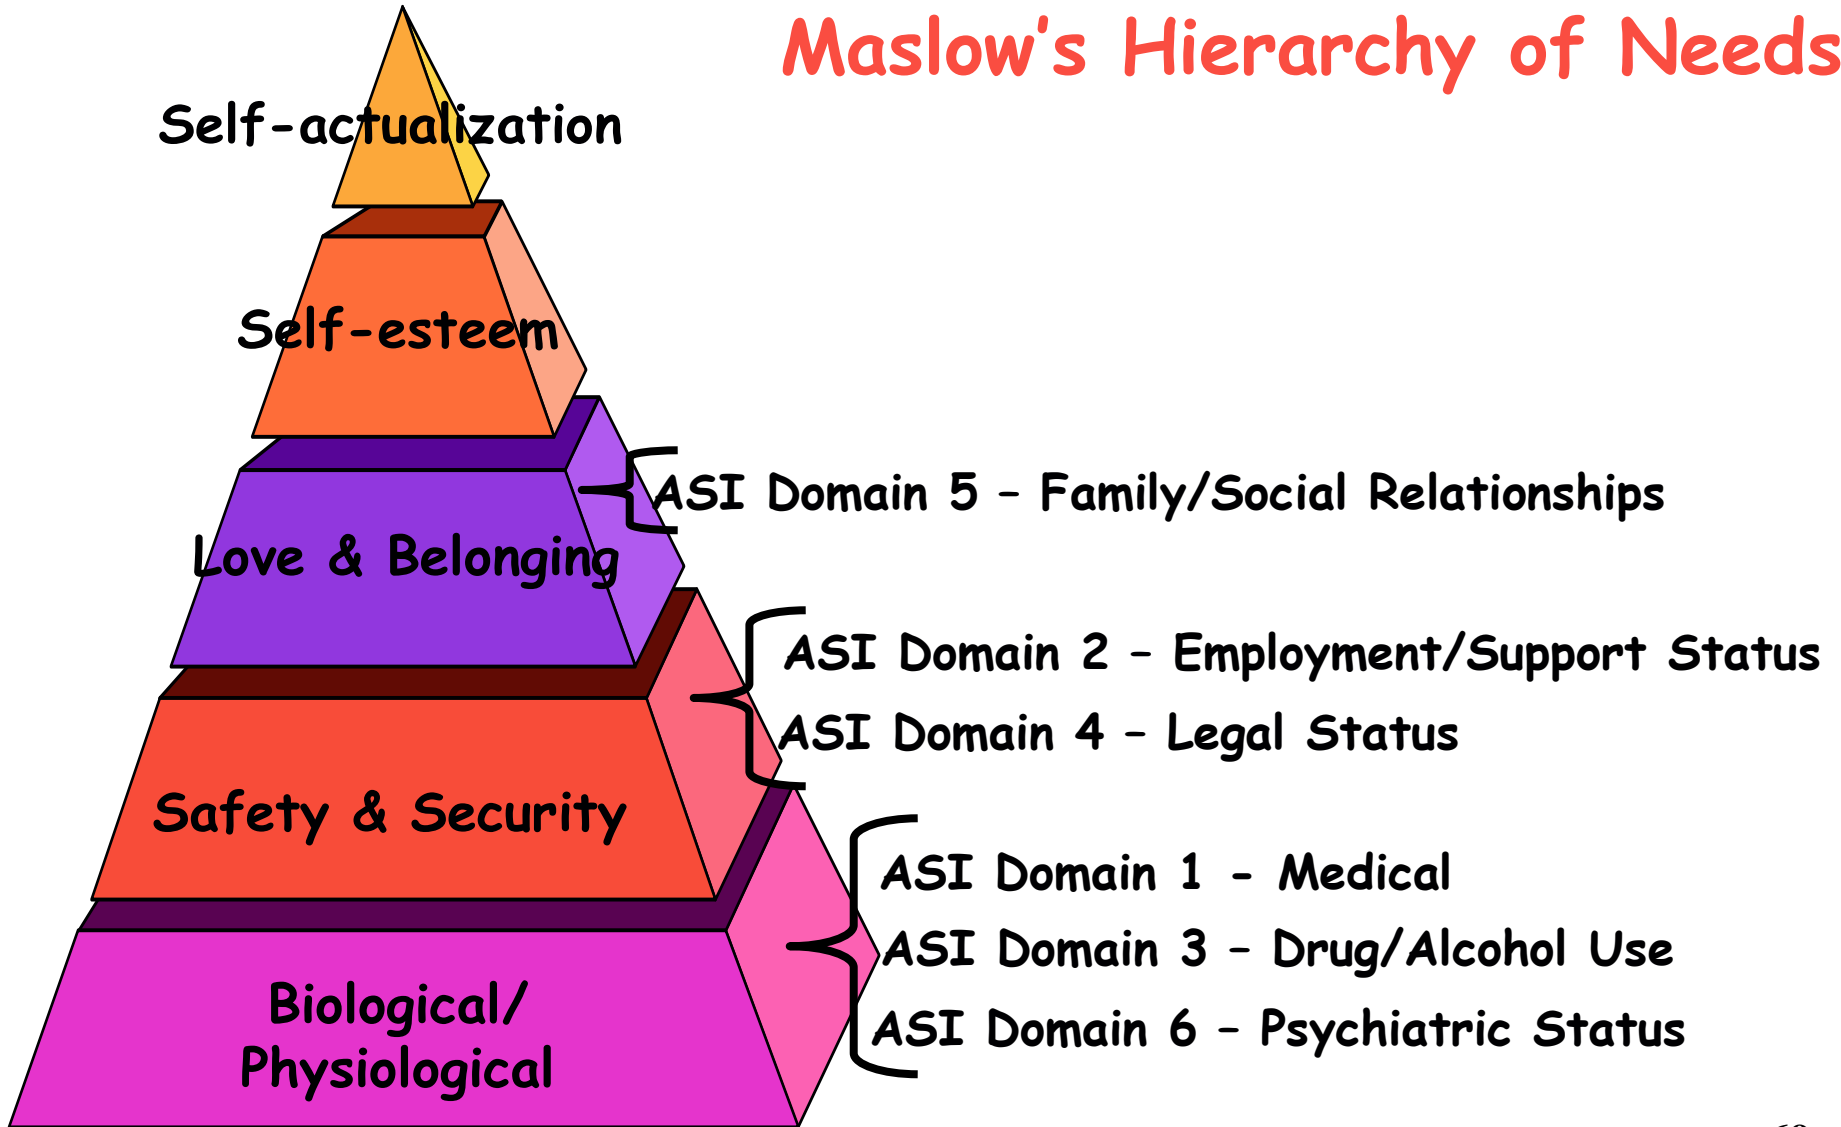 Maslow's Hierarchy of Needs
Self-actualization
Self-esteem
ASI Domain 5 – Family/Social Relationships
Love & Belonging
ASI Domain 2 – Employment/Support Status
ASI Domain 4 – Legal Status
Safety & Security
ASI Domain 1 - Medical
ASI Domain 3 – Drug/Alcohol Use
ASI Domain 6 – Psychiatric Status
Biological/
Physiological